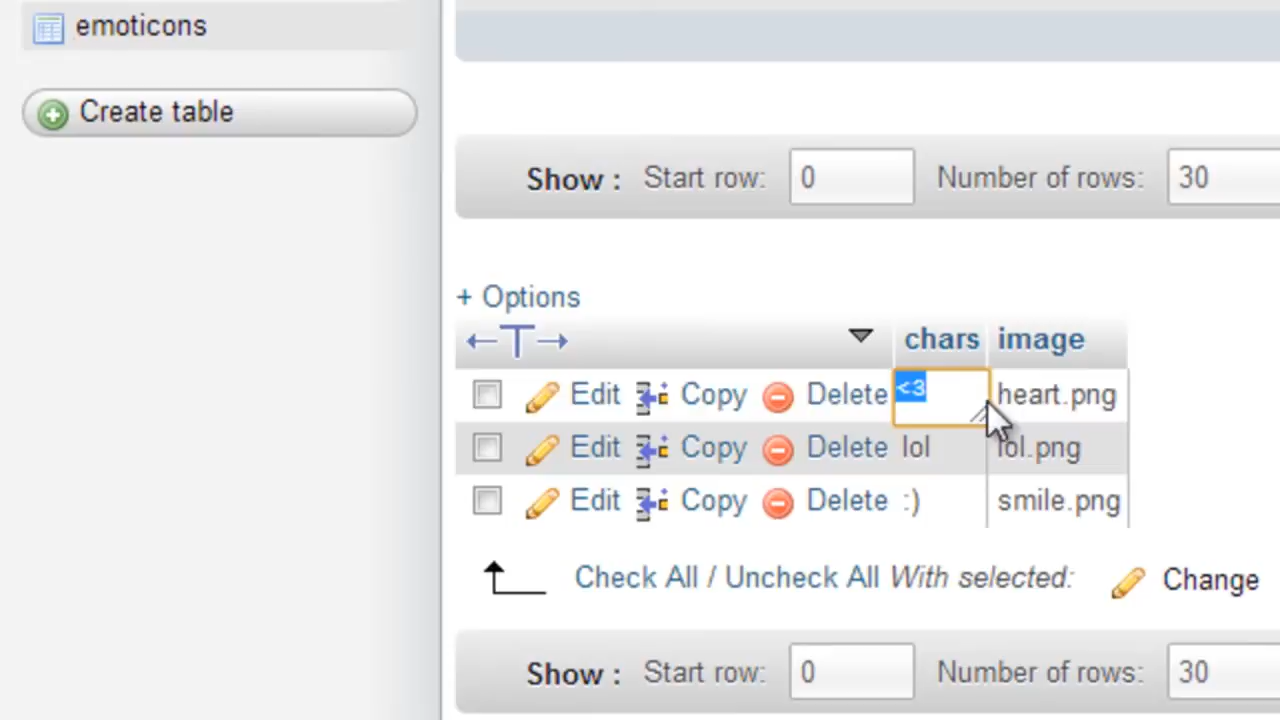 emoticons
Create table
Show : Start row: 0 Number of rows: 30
+ Options
chars image
Edit Copy Delete <3 heart.png
Edit Copy Delete lol lol.png
Edit Copy Delete :) smile.png
Check All / Uncheck All With selected: Change
Show : Start row: 0 Number of rows: 30